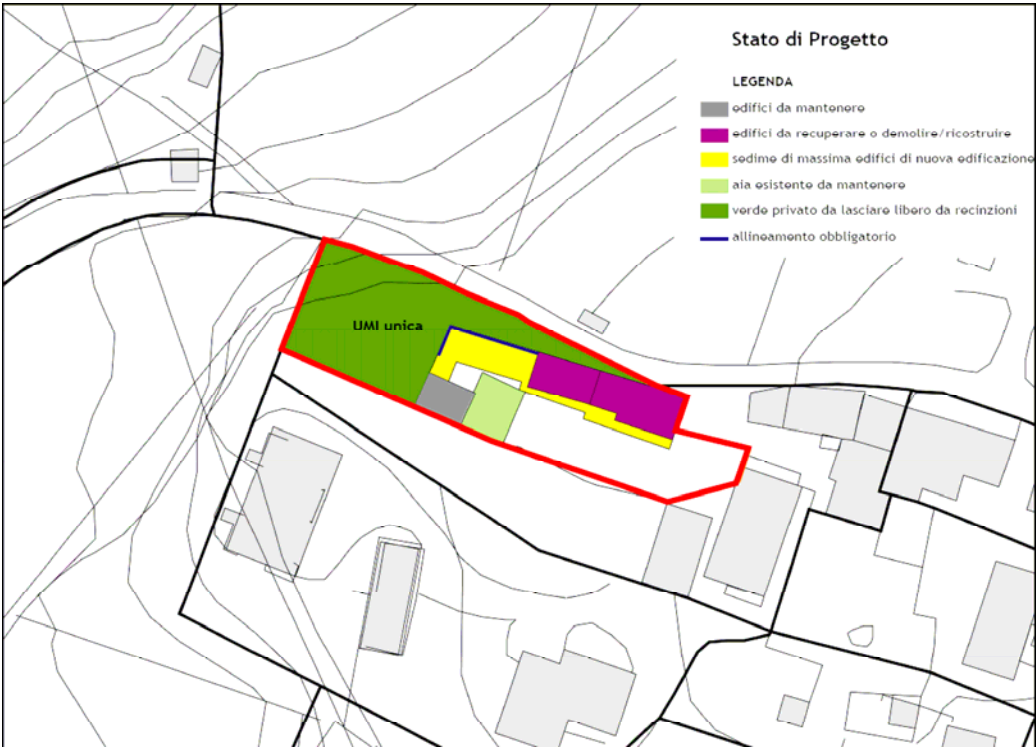 Stato di Progetto
LEGENDA
edifici da mantenere
edifici da recuperare o demolire/ricostruire
sedime di massima edifici di nuova edificazione
aia esistente da mantenere
verde privato da lasciare libero da recinzioni
allineamento obbligatorio
UMI unica